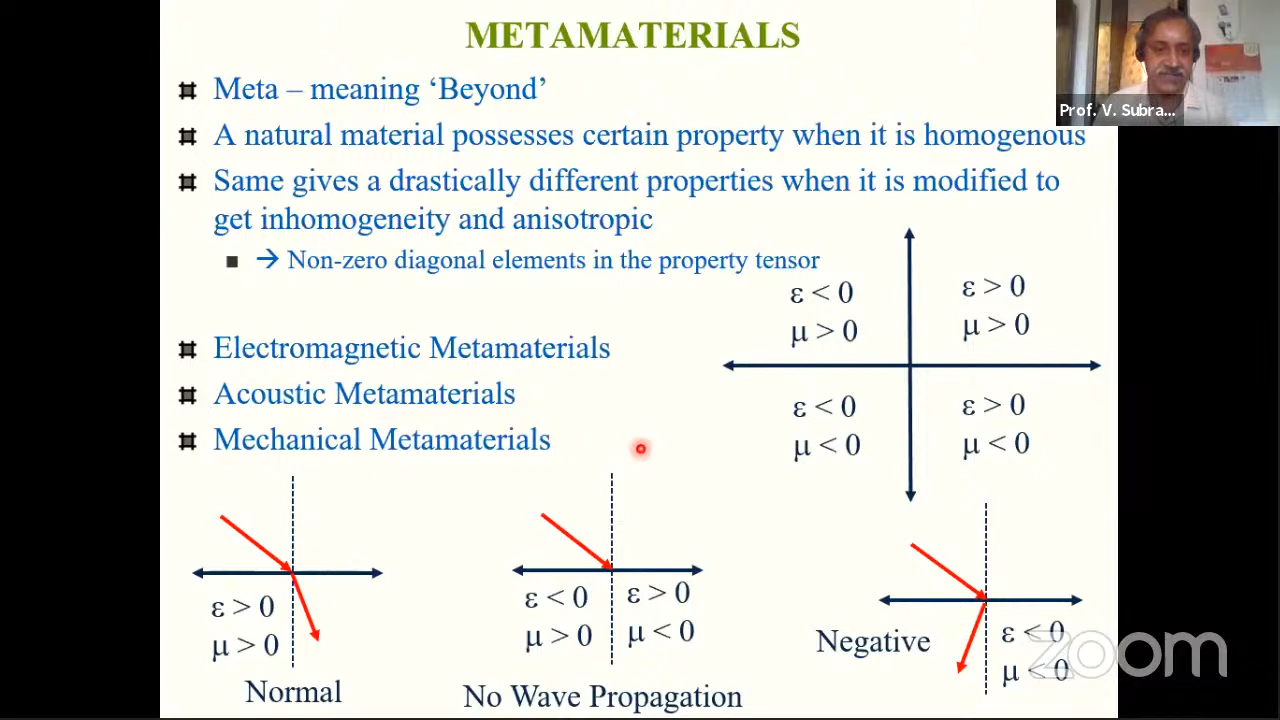 METAMATERIALS
Meta – meaning ‘Beyond’
Prof. V. Subra...
A natural material possesses certain property when it is homogenous
Same gives a drastically different properties when it is modified to
get inhomogeneity and anisotropic
→ Non-zero diagonal elements in the property tensor
ε < 0
μ > 0
ε > 0
μ > 0
Electromagnetic Metamaterials
Acoustic Metamaterials
Mechanical Metamaterials
ε < 0
μ < 0
ε > 0
μ < 0
ε > 0
μ > 0
Normal
ε < 0
μ > 0
ε > 0
μ < 0
No Wave Propagation
Negative
ε < 0
μ < 0
zoom